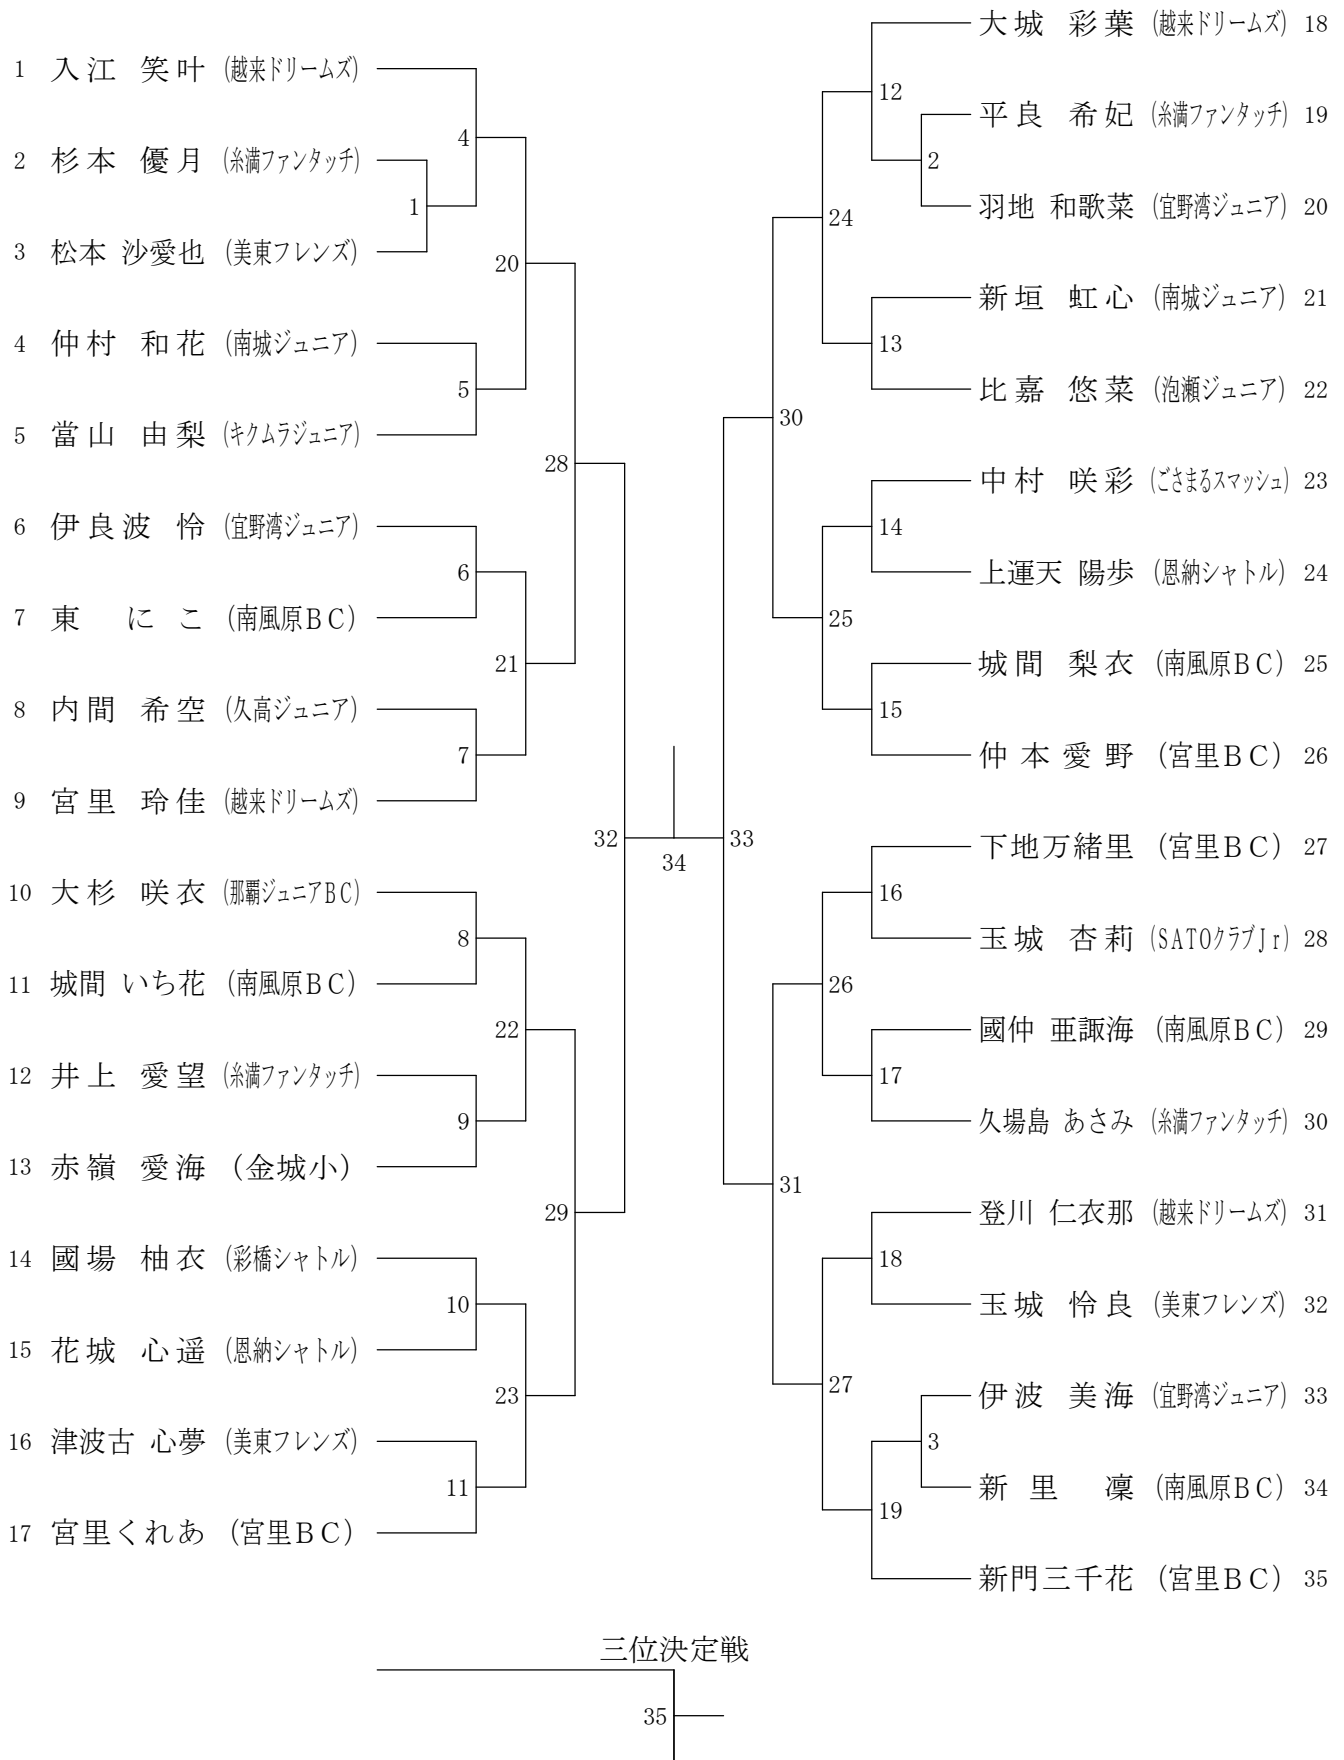 1 入江 笑叶 (越来ドリームズ)
2 杉本 優月 (糸満ファンタッチ)
3 松本 沙愛也 (美東フレンズ)
4 仲村 和花 (南城ジュニア)
5 當山 由梨 (キクムラジュニア)
6 伊良波 怜 (宜野湾ジュニア)
7 東 にこ (南風原BC)
8 内間 希空 (久高ジュニア)
9 宮里 玲佳 (越来ドリームズ)
10 大杉 咲衣 (那覇ジュニアBC)
11 城間 いち花 (南風原BC)
12 井上 愛望 (糸満ファンタッチ)
13 赤嶺 愛海 (金城小)
14 國場 柚衣 (彩橋シャトル)
15 花城 心遥 (恩納シャトル)
16 津波古 心夢 (美東フレンズ)
17 宮里くれあ (宮里BC)
4
1
20
5
28
6
21
7
32
8
22
9
29
10
23
11
34
33
12
2
24
13
30
14
25
15
16
26
17
31
18
27
3
19
大城 彩葉 (越来ドリームズ) 18
平良 希妃 (糸満ファンタッチ) 19
羽地 和歌菜 (宜野湾ジュニア) 20
新垣 虹心 (南城ジュニア) 21
比嘉 悠菜 (泡瀬ジュニア) 22
中村 咲彩 (ごさまるスマッシュ) 23
上運天 陽歩 (恩納シャトル) 24
城間 梨衣 (南風原BC) 25
仲本愛野 (宮里BC) 26
下地万緒里 (宮里BC) 27
玉城 杏莉 (SATOクラブJr) 28
國仲 亜諏海 (南風原BC) 29
久場島 あさみ (糸満ファンタッチ) 30
登川 仁衣那 (越来ドリームズ) 31
玉城 怜良 (美東フレンズ) 32
伊波 美海 (宜野湾ジュニア) 33
新里 凜 (南風原BC) 34
新門三千花 (宮里BC) 35
三位決定戦
35